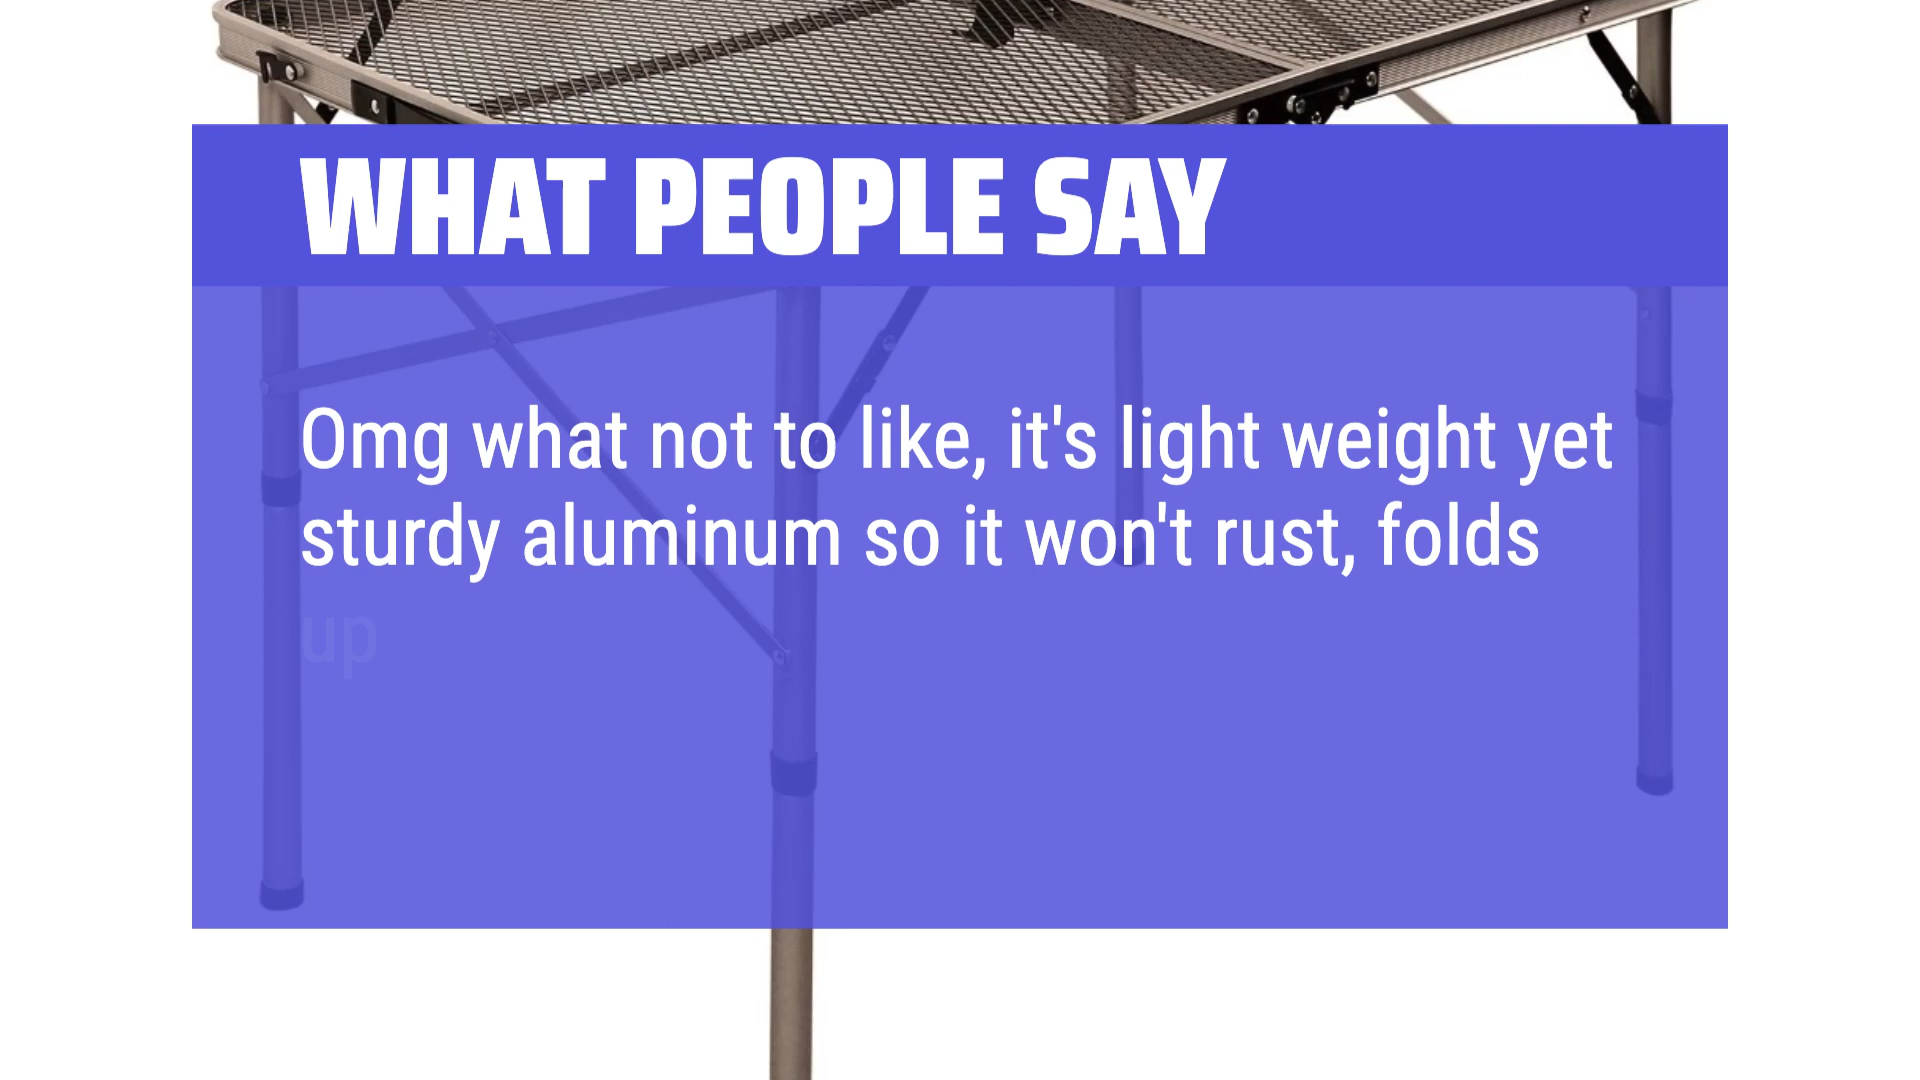 WHAT PEOPLE SAY
Omg what not to like, it's light weight yet
sturdy aluminum so it won't rust, folds
up